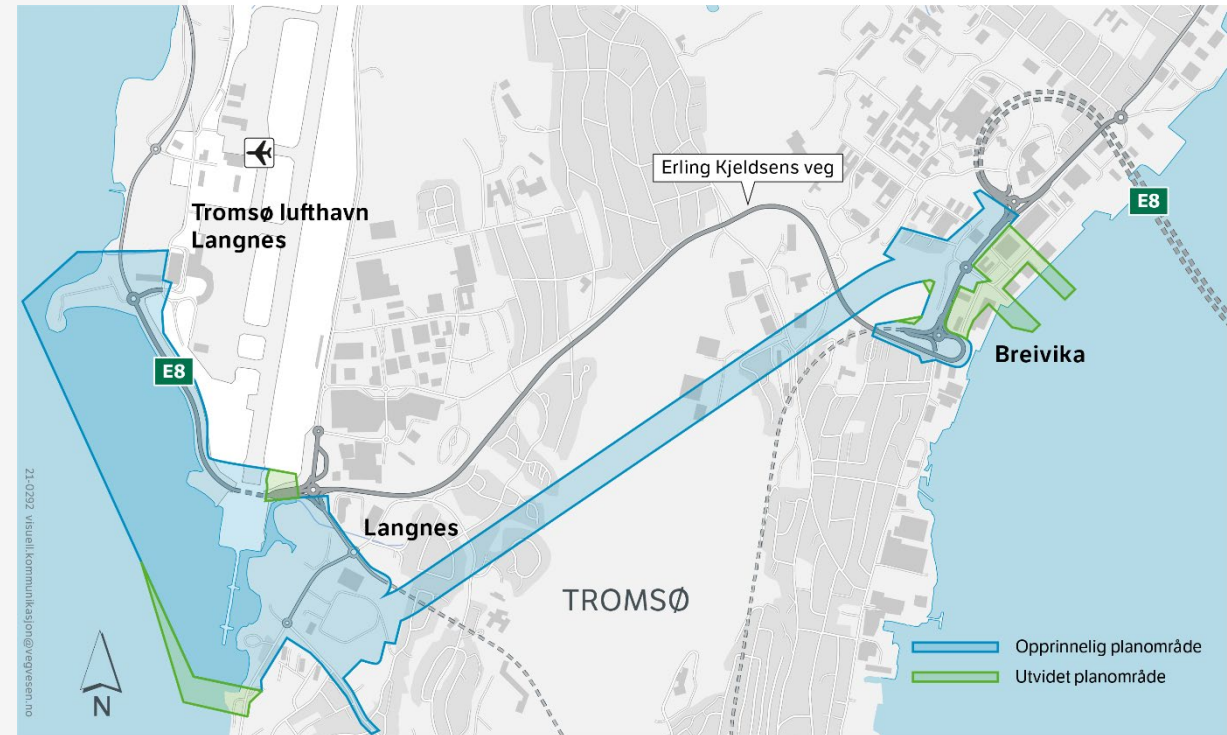 Erling Kjeldsens veg
E8
Tromsø lufthavn
Langnes
E8
Breivika
Langnes
TROMSØ
Opprinnelig planområde
Utvidet planområde
N
21-0292 visuell.kommunikasjon@vegvesen.no